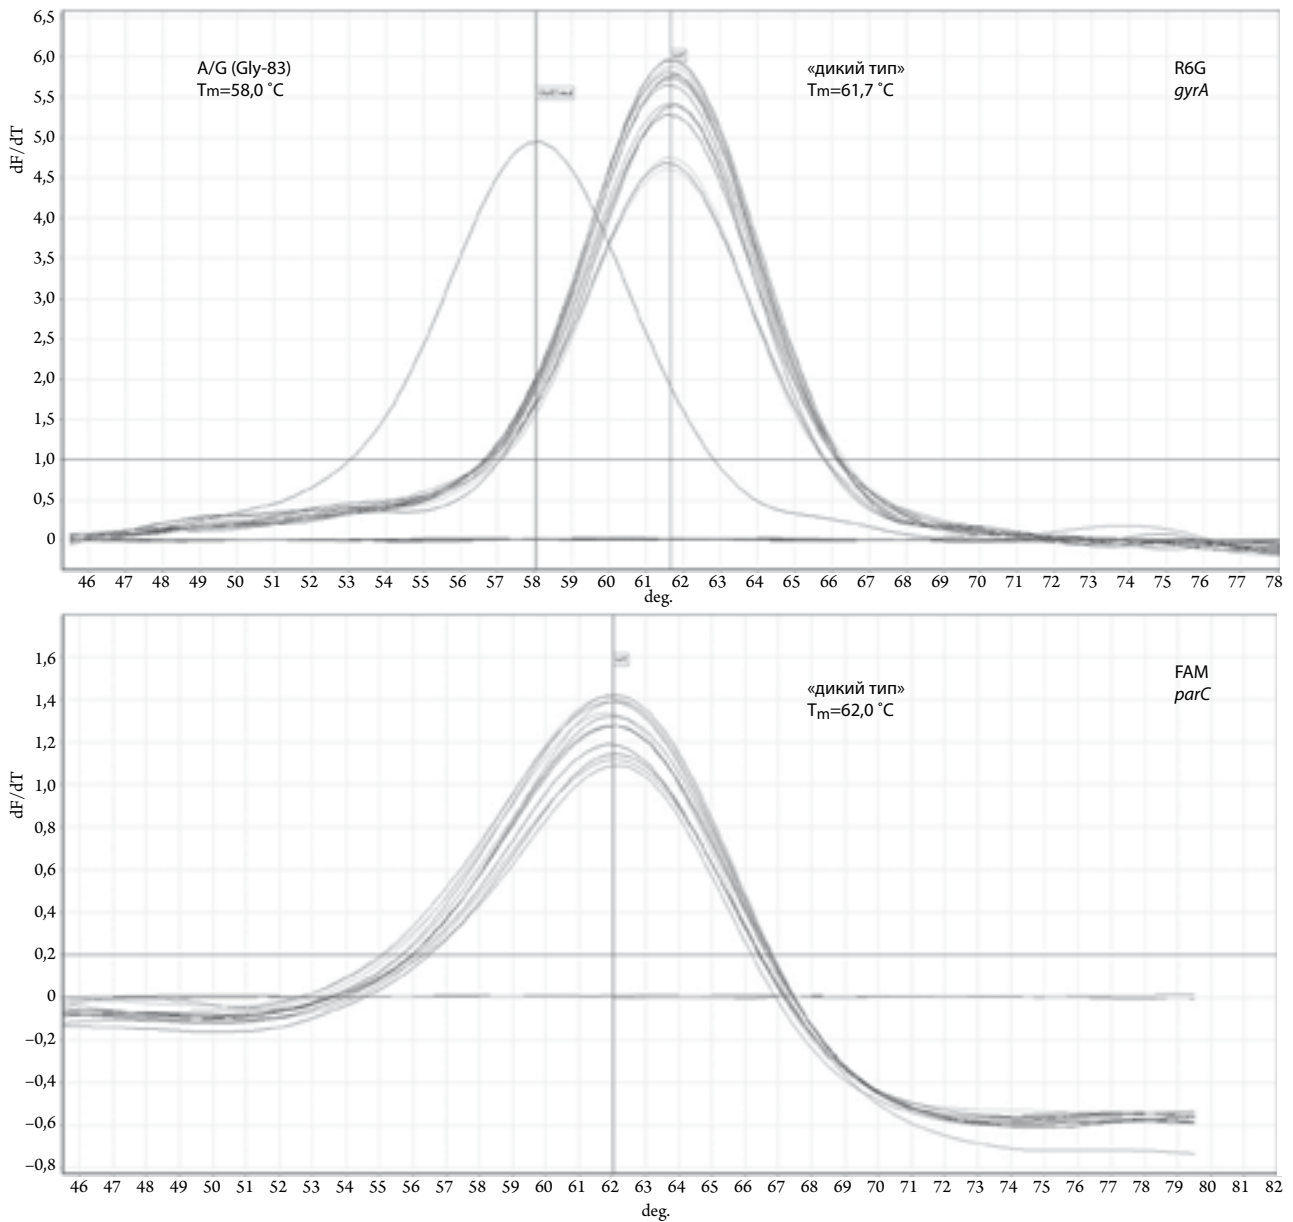 6,5
6,0
5,5
5,0
4,5
4,0
3,5
3,0
2,5
2,0
1,5
1,0
0,5
0
dF/dT
A/G (Gly-83)
Tm=58,0 ˚C
«дикий тип»
Tm=61,7 ˚C
R6G
gyrA
46 47 48 49 50 51 52 53 54 55 56 57 58 59 60 61 62 63 64 65 66 67 68 69 70 71 72 73 74 75 76 77 78
deg.
1,6
1,4
1,2
1,0
0,8
0,6
0,4
0,2
0
–0,2
–0,4
–0,6
–0,8
dF/dT
«дикий тип»
Tm=62,0 ˚C
FAM
parC
46 47 48 49 50 51 52 53 54 55 56 57 58 59 60 61 62 63 64 65 66 67 68 69 70 71 72 73 74 75 76 77 78 79 80 81 82
deg.